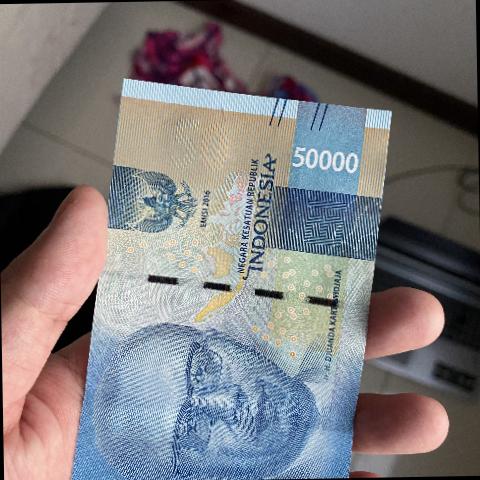 50000
EMISI 2016
NEGARA KESATUAN REPUBLIK
INDONESIA
DJUANDA KARTAWIDJAJA